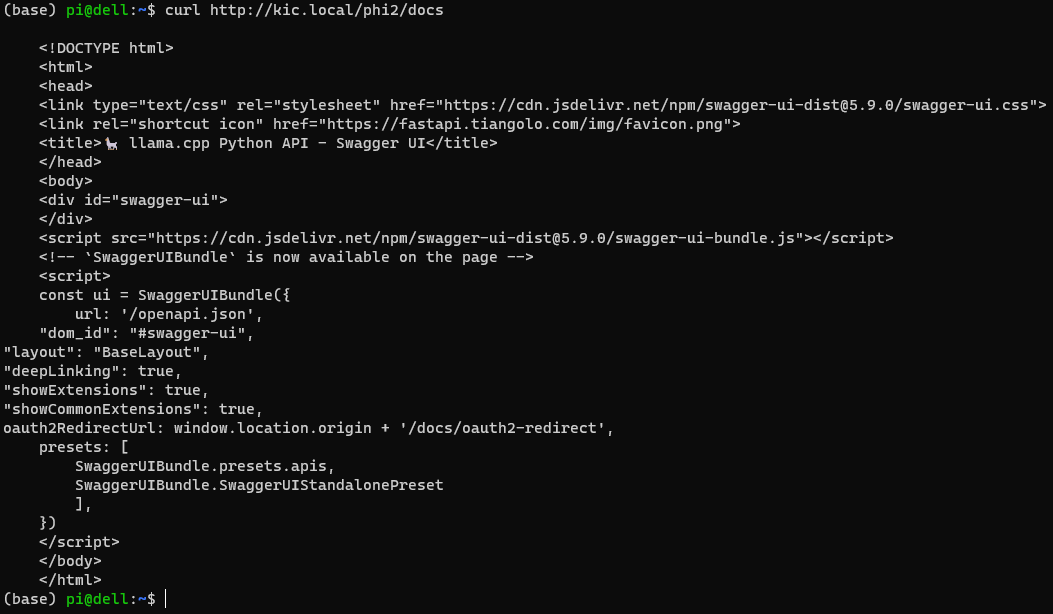 (base) pi@dell:~$ curl http://kic.local/phi2/docs
<!DOCTYPE html>
<html>
<head>
<link type="text/css" rel="stylesheet" href="https://cdn.jsdelivr.net/npm/swagger-ui-dist@5.9.0/swagger-ui.css">
<link rel="shortcut icon" href="https://fastapi.tiangolo.com/img/favicon.png">
<title>🦙 llama.cpp Python API - Swagger UI</title>
</head>
<body>
<div id="swagger-ui">
</div>
<script src="https://cdn.jsdelivr.net/npm/swagger-ui-dist@5.9.0/swagger-ui-bundle.js"></script>
<!-- `SwaggerUIBundle` is now available on the page -->
<script>
const ui = SwaggerUIBundle({
url: '/openapi.json',
"dom_id": "#swagger-ui",
"layout": "BaseLayout",
"deepLinking": true,
"showExtensions": true,
"showCommonExtensions": true,
oauth2RedirectUrl: window.location.origin + '/docs/oauth2-redirect',
presets: [
SwaggerUIBundle.presets.apis,
SwaggerUIBundle.SwaggerUIStandalonePreset
],
})
</script>
</body>
</html>
(base) pi@dell:~$